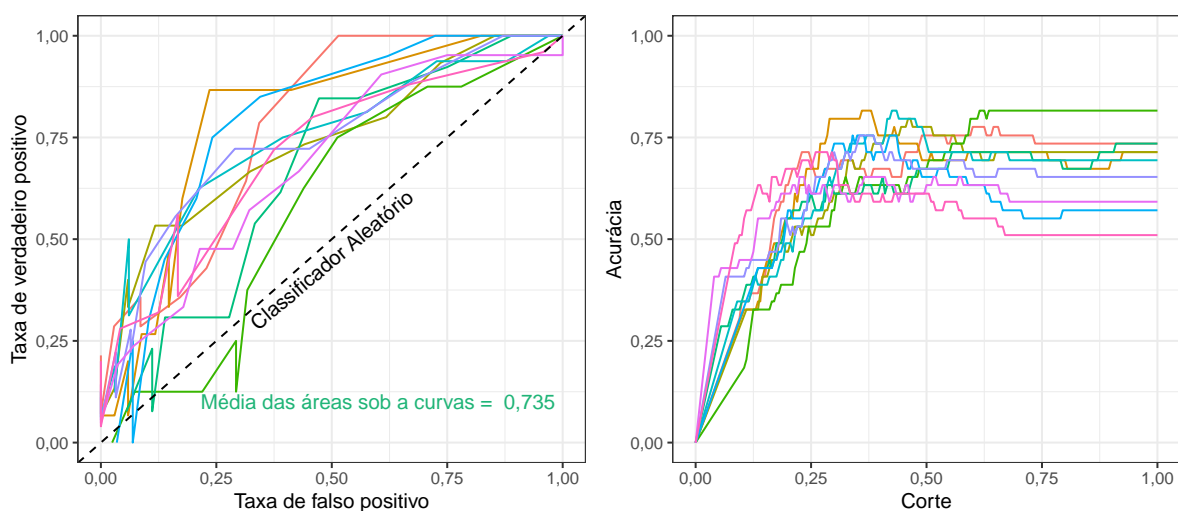 1,00
0,75
0,50
0,25
0,00
Taxa de verdadeiro positivo
Classificador Aleatório
Média das áreas sob a curvas = 0,735
0,00 0,25 0,50 0,75 1,00
Taxa de falso positivo
1,00
0,75
0,50
0,25
0,00
Acurácia
0,00 0,25 0,50 0,75 1,00
Corte